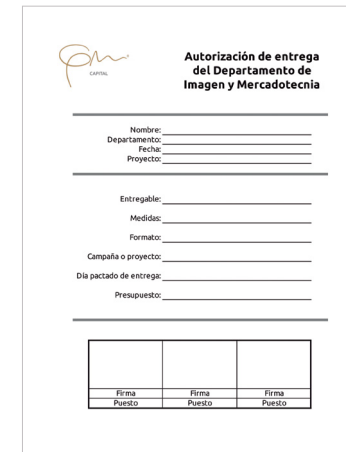 CAPITAL
Autorización de entrega
del Departamento de
Imagen y Mercadotecnia
Nombre:
Departamento:
Fecha:
Proyecto:
Entregable:
Medidas:
Formato:
Campaña o proyecto:
Día pactado de entrega:
Presupuesto:
Firma Firma Firma
Puesto Puesto Puesto